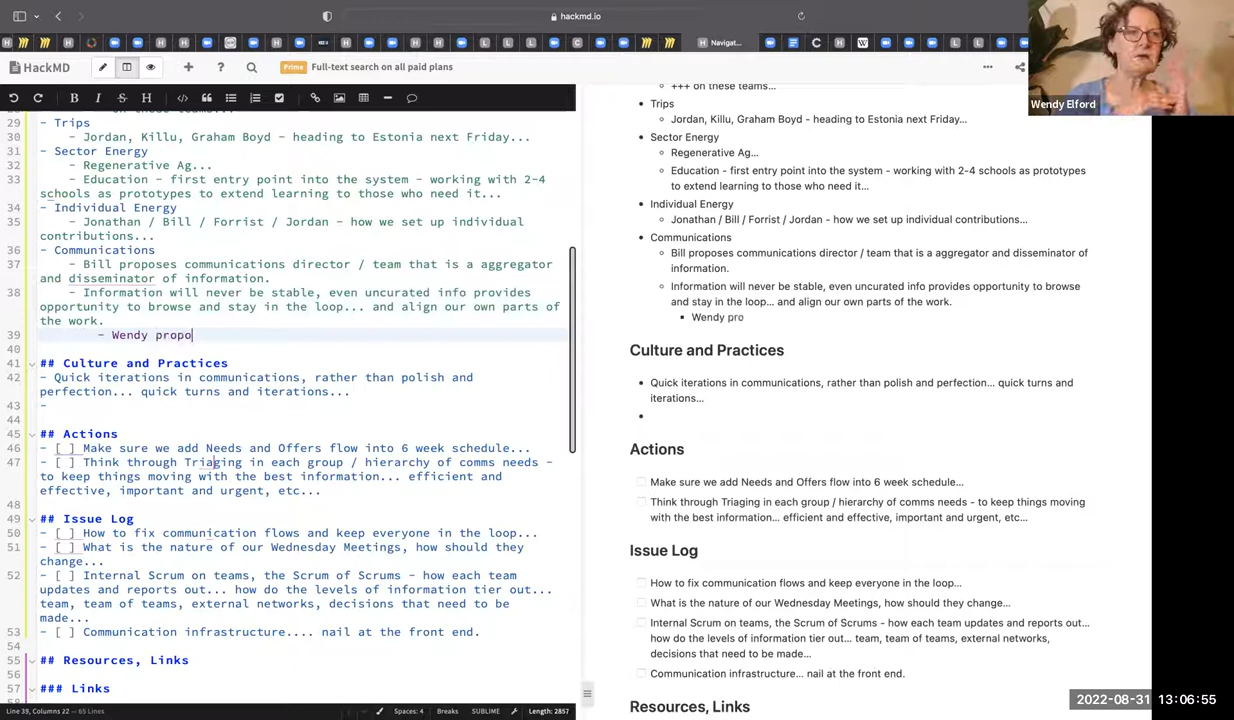 hackmd.io
Navigat...
HackMD
Prime Full-text search on all paid plans
Wendy Elford
29 - Trips
30 - Jordan, Killu, Graham Boyd - heading to Estonia next Friday...
31 - Sector Energy
32 - Regenerative Ag...
33 - Education - first entry point into the system - working with 2-4
schools as prototypes to extend learning to those who need it...
34 - Individual Energy
35 - Jonathan / Bill / Forrist / Jordan - how we set up individual
contributions...
36 - Communications
37 - Bill proposes communications director / team that is a aggregator
and disseminator of information.
38 - Information will never be stable, even uncurated info provides
opportunity to browse and stay in the loop... and align our own parts of
the work.
39 - Wendy propo
40
41 ## Culture and Practices
42 - Quick iterations in communications, rather than polish and
perfection... quick turns and iterations...
43 -
44
45 ## Actions
46 - [ ] Make sure we add Needs and Offers flow into 6 week schedule...
47 - [ ] Think through Triaging in each group / hierarchy of comms needs -
to keep things moving with the best information... efficient and
effective, important and urgent, etc...
48
49 ## Issue Log
50 - [ ] How to fix communication flows and keep everyone in the loop...
51 - [ ] What is the nature of our Wednesday Meetings, how should they
change...
52 - [ ] Internal Scrum on teams, the Scrum of Scrums - how each team
updates and reports out... how do the levels of information tier out...
team, team of teams, external networks, decisions that need to be
made...
53 - [ ] Communication infrastructure.... nail at the front end.
54
55 ## Resources, Links
56
57 ### Links
Line 39, Columns 22 — 65 Lines
Spaces: 4
Breaks
SUBLIME
Length: 2857
+++ on these teams...
Trips
Jordan, Killu, Graham Boyd - heading to Estonia next Friday...
Sector Energy
Regenerative Ag...
Education - first entry point into the system - working with 2-4 schools as prototypes
to extend learning to those who need it...
Individual Energy
Jonathan / Bill / Forrist / Jordan - how we set up individual contributions...
Communications
Bill proposes communications director / team that is a aggregator and disseminator of
information.
Information will never be stable, even uncurated info provides opportunity to browse
and stay in the loop... and align our own parts of the work.
Wendy pro
Culture and Practices
Quick iterations in communications, rather than polish and perfection... quick turns and
iterations...
Actions
Make sure we add Needs and Offers flow into 6 week schedule...
Think through Triaging in each group / hierarchy of comms needs - to keep things moving
with the best information... efficient and effective, important and urgent, etc...
Issue Log
How to fix communication flows and keep everyone in the loop...
What is the nature of our Wednesday Meetings, how should they change...
Internal Scrum on teams, the Scrum of Scrums - how each team updates and reports out...
how do the levels of information tier out... team, team of teams, external networks,
decisions that need to be made...
Communication infrastructure... nail at the front end.
Resources, Links
2022-08-31 13:06:55